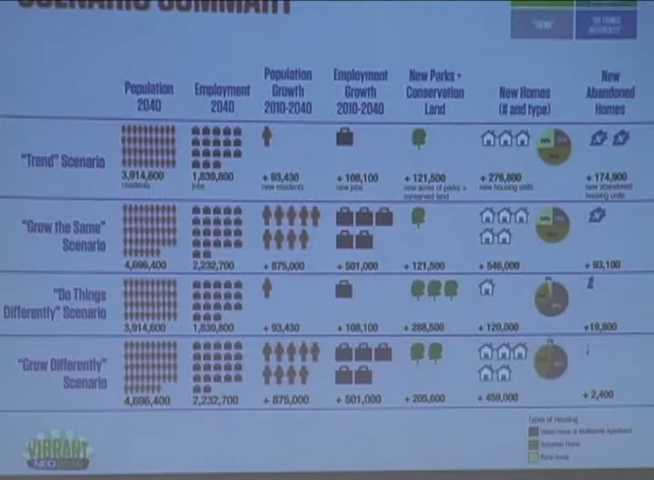 SCENARIO SUMMARY
"TREND"
"DO THINGS DIFFERENTLY"
Population 2040
Employment 2040
Population Growth 2010-2040
Employment Growth 2010-2040
New Parks + Conservation Land
New Homes (# and type)
New Abandoned Homes
"Trend" Scenario
3,914,600 residents
1,839,800 jobs
+ 93,430 new residents
+ 108,100 new jobs
+ 121,500 new acres of parks + conserved land
+ 276,800 new housing units
+ 174,900 new abandoned housing units
"Grow the Same" Scenario
4,696,400
2,232,700
+ 875,000
+ 501,000
+ 121,500
+ 546,000
+ 93,100
"Do Things Differently" Scenario
3,914,600
1,839,800
+ 93,430
+ 108,100
+ 288,500
+ 120,000
+19,800
"Grow Differently" Scenario
4,696,400
2,232,700
+ 875,000
+ 501,000
+ 205,600
+ 459,000
+ 2,400
VIBRANT
NEO
Types of Housing
Suburban Home
Rural Home